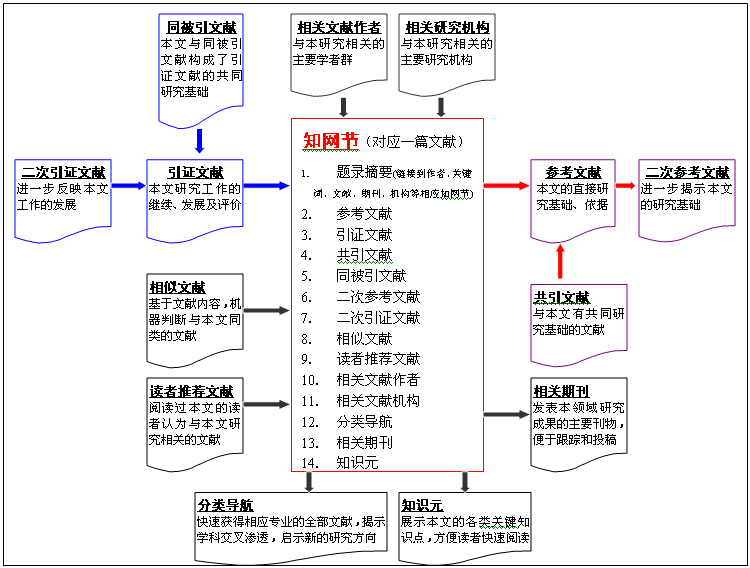 同被引文献
本文与同被引
文献构成了引
证文献的共同
研究基础
相关文献作者
与本研究相关的
主要学者群
相关研究机构
与本研究相关的
主要研究机构
二次引证文献
进一步反映本文
工作的发展
引证文献
本文研究工作的
继续、发展及评价
相似文献
基于文献内容,机
器判断与本文同
类的文献
读者推荐文献
阅读过本文的读
者认为与本文研
究相关的文献
知网节（对应一篇文献）
1. 题录摘要(链接到作者、关键
词、文献、期刊、机构等相应知网节)
2. 参考文献
3. 引证文献
4. 共引文献
5. 同被引文献
6. 二次参考文献
7. 二次引证文献
8. 相似文献
9. 读者推荐文献
10. 相关文献作者
11. 相关文献机构
12. 分类导航
13. 相关期刊
14. 知识元
参考文献
本文的直接研
究基础、依据
二次参考文献
进一步揭示本文
的研究基础
共引文献
与本文有共同研
究基础的文献
相关期刊
发表本领域研究
成果的主要刊物,
便于跟踪和投稿
分类导航
快速获得相应专业的全部文献,揭示
学科交叉渗透，启示新的研究方向
知识元
展示本文的各类关键知
识点,方便读者快速阅读